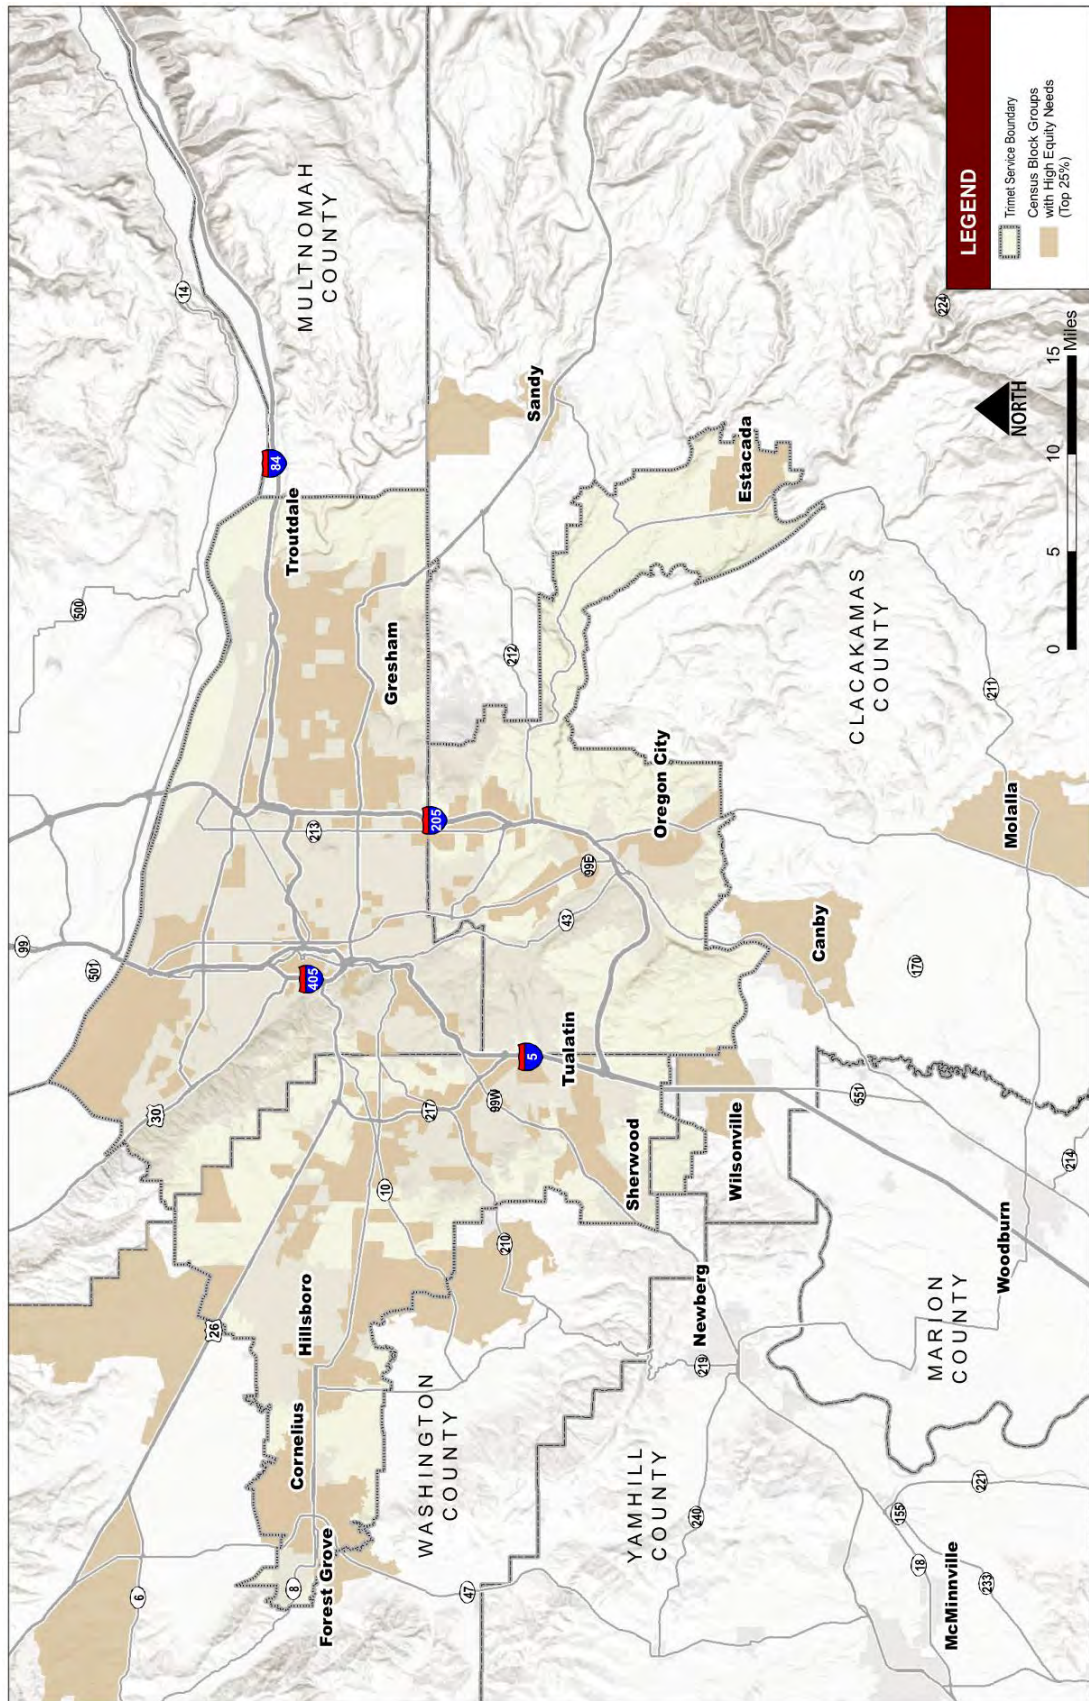 99
501
14
500
MULTNOMAH
COUNTY
84
Troutdale
30
405
213
Gresham
205
26
217
10
Hillsboro
Cornelius
Forest Grove
8
6
47
WASHINGTON
COUNTY
210
99W
5
Tualatin
Sherwood
43
99E
Oregon City
212
Sandy
Estacada
224
CLACAKAMAS
COUNTY
211
Molalla
Canby
170
Wilsonville
551
214
Woodburn
MARION
COUNTY
Newberg
219
240
YAMHILL
COUNTY
221
155
18
233
McMinnville
LEGEND
Trimet Service Boundary
Census Block Groups
with High Equity Needs
(Top 25%)
NORTH
0
5
10
15
Miles